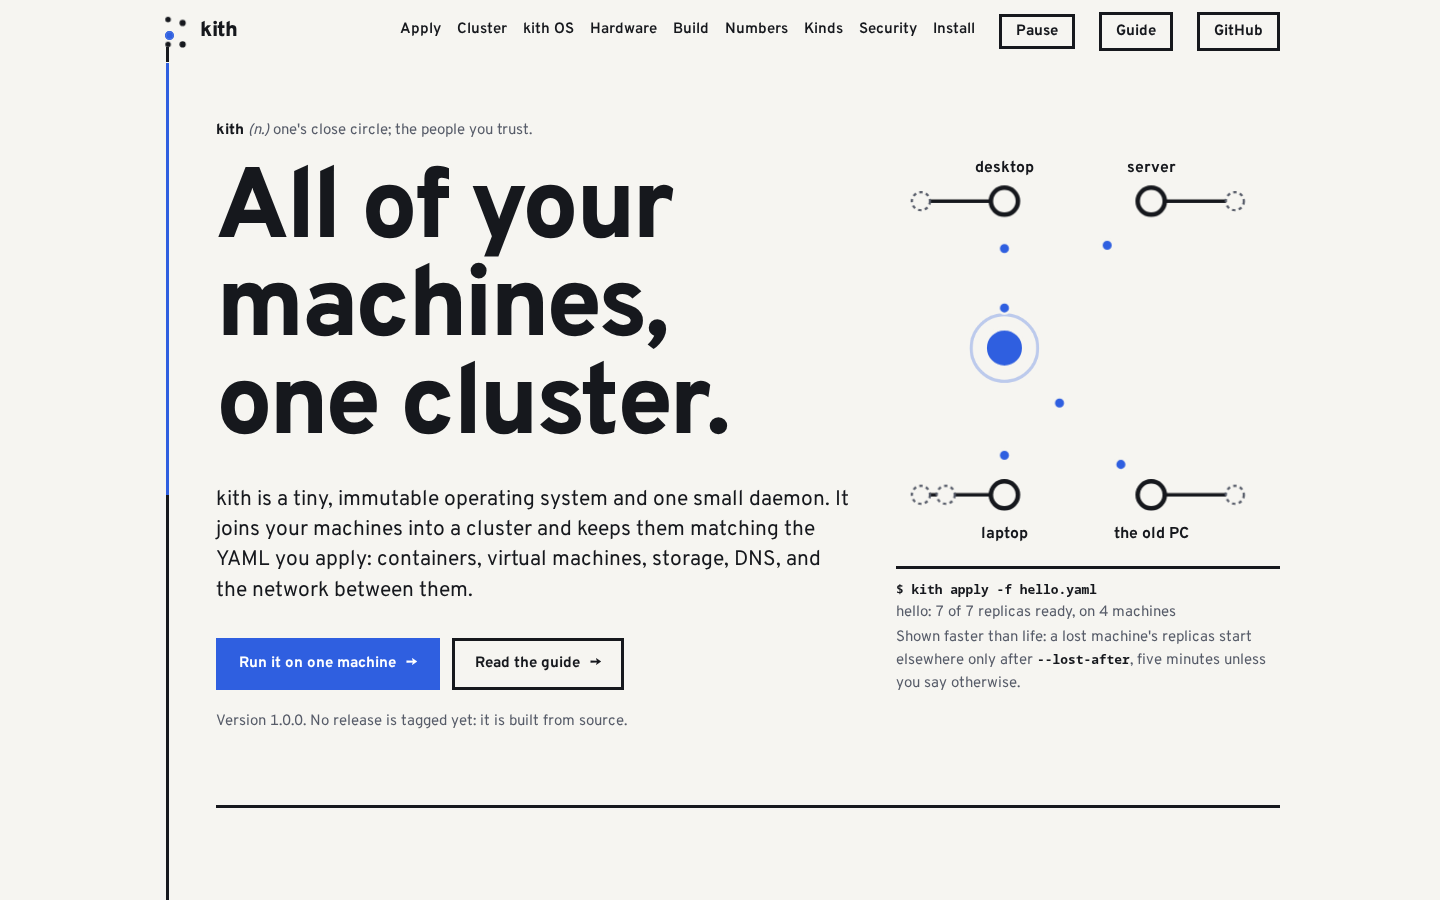 kith
Apply Cluster kith OS Hardware Build Numbers Kinds Security Install Pause Guide GitHub
kith (n.) one's close circle; the people you trust.
All of your
machines,
one cluster.
kith is a tiny, immutable operating system and one small daemon. It
joins your machines into a cluster and keeps them matching the
YAML you apply: containers, virtual machines, storage, DNS, and
the network between them.
Run it on one machine →
Read the guide →
Version 1.0.0. No release is tagged yet: it is built from source.
desktop
server
laptop
the old PC
$ kith apply -f hello.yaml
hello: 7 of 7 replicas ready, on 4 machines
Shown faster than life: a lost machine's replicas start
elsewhere only after --lost-after, five minutes unless
you say otherwise.